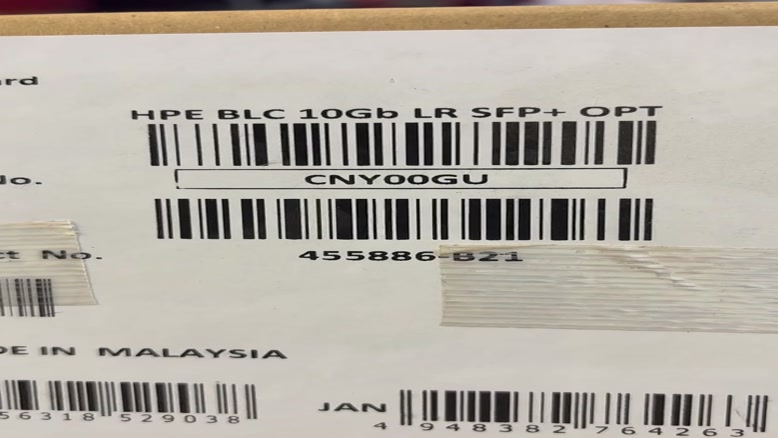 rd
HPE BLC 10Gb LR SFP+ OPT
No.
CNY00GU
ct No.
455886-B21
DE IN MALAYSIA
56318 529038
JAN
4 948382 764263